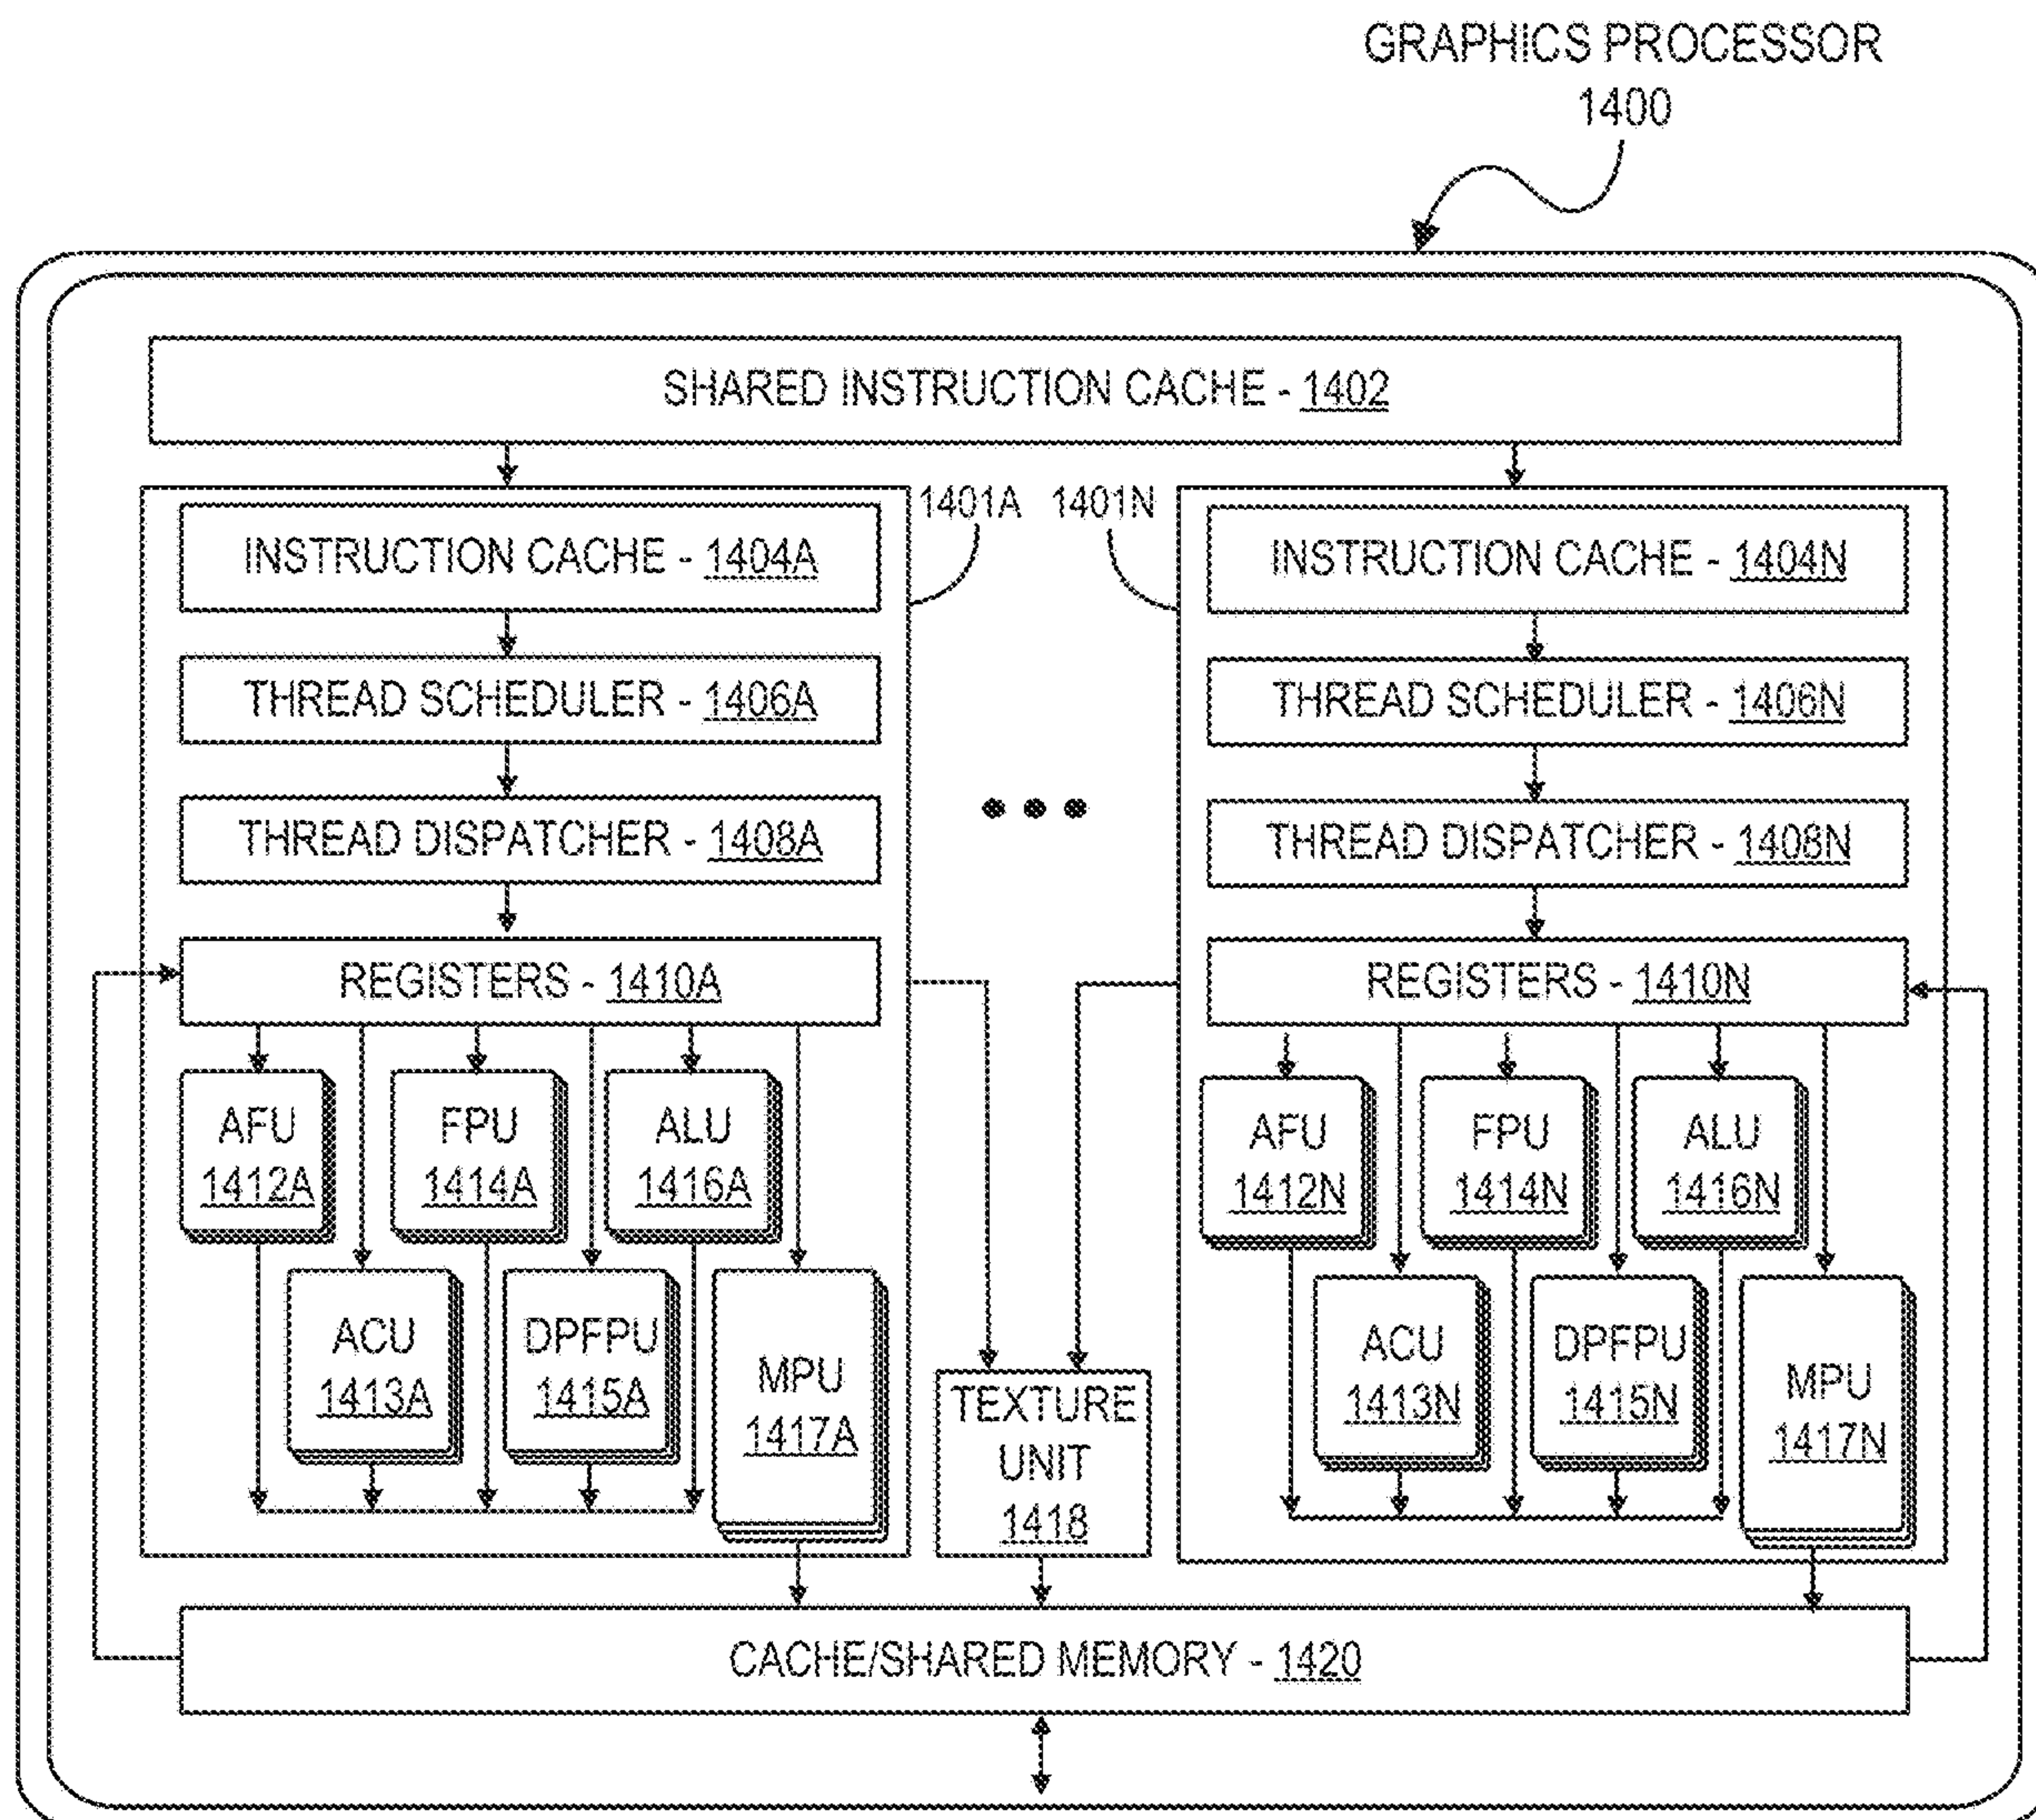 GRAPHICS PROCESSOR
1400
SHARED INSTRUCTION CACHE - 1402
1401A
1401N
INSTRUCTION CACHE - 1404A
THREAD SCHEDULER - 1406A
THREAD DISPATCHER - 1408A
REGISTERS - 1410A
AFU
1412A
FPU
1414A
ALU
1416A
ACU
1413A
DPFPU
1415A
MPU
1417A
TEXTURE
UNIT
1418
INSTRUCTION CACHE - 1404N
THREAD SCHEDULER - 1406N
THREAD DISPATCHER - 1408N
REGISTERS - 1410N
AFU
1412N
FPU
1414N
ALU
1416N
ACU
1413N
DPFPU
1415N
MPU
1417N
CACHE/SHARED MEMORY - 1420